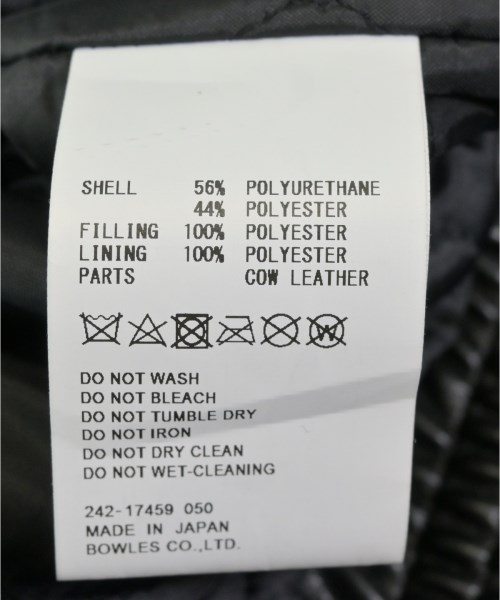 SHELL 56% POLYURETHANE
44% POLYESTER
FILLING 100% POLYESTER
LINING 100% POLYESTER
PARTS COW LEATHER
W
DO NOT WASH
DO NOT BLEACH
DO NOT TUMBLE DRY
DO NOT IRON
DO NOT DRY CLEAN
DO NOT WET-CLEANING
242-17459 050
MADE IN JAPAN
BOWLES CO.,LTD.